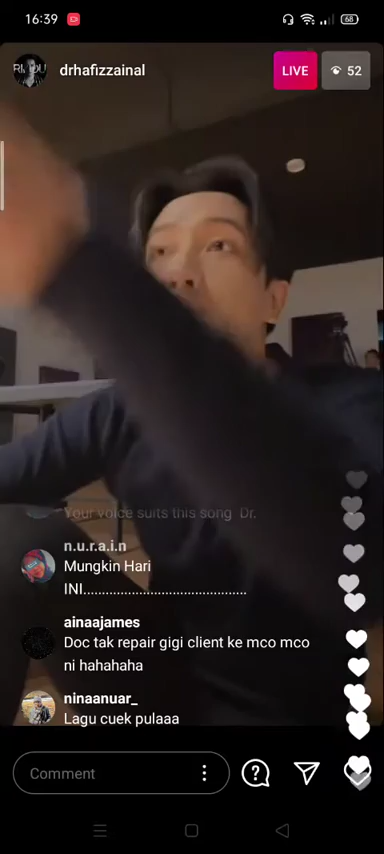 16:39
68
drhafizzainal
LIVE
52
Your voice suits this song Dr.
n.u.r.a.i.n
Mungkin Hari
INI............................................
ainaajames
Doc tak repair gigi client ke mco mco
ni hahahaha
ninaanuar_
Lagu cuek pulaaa
Comment